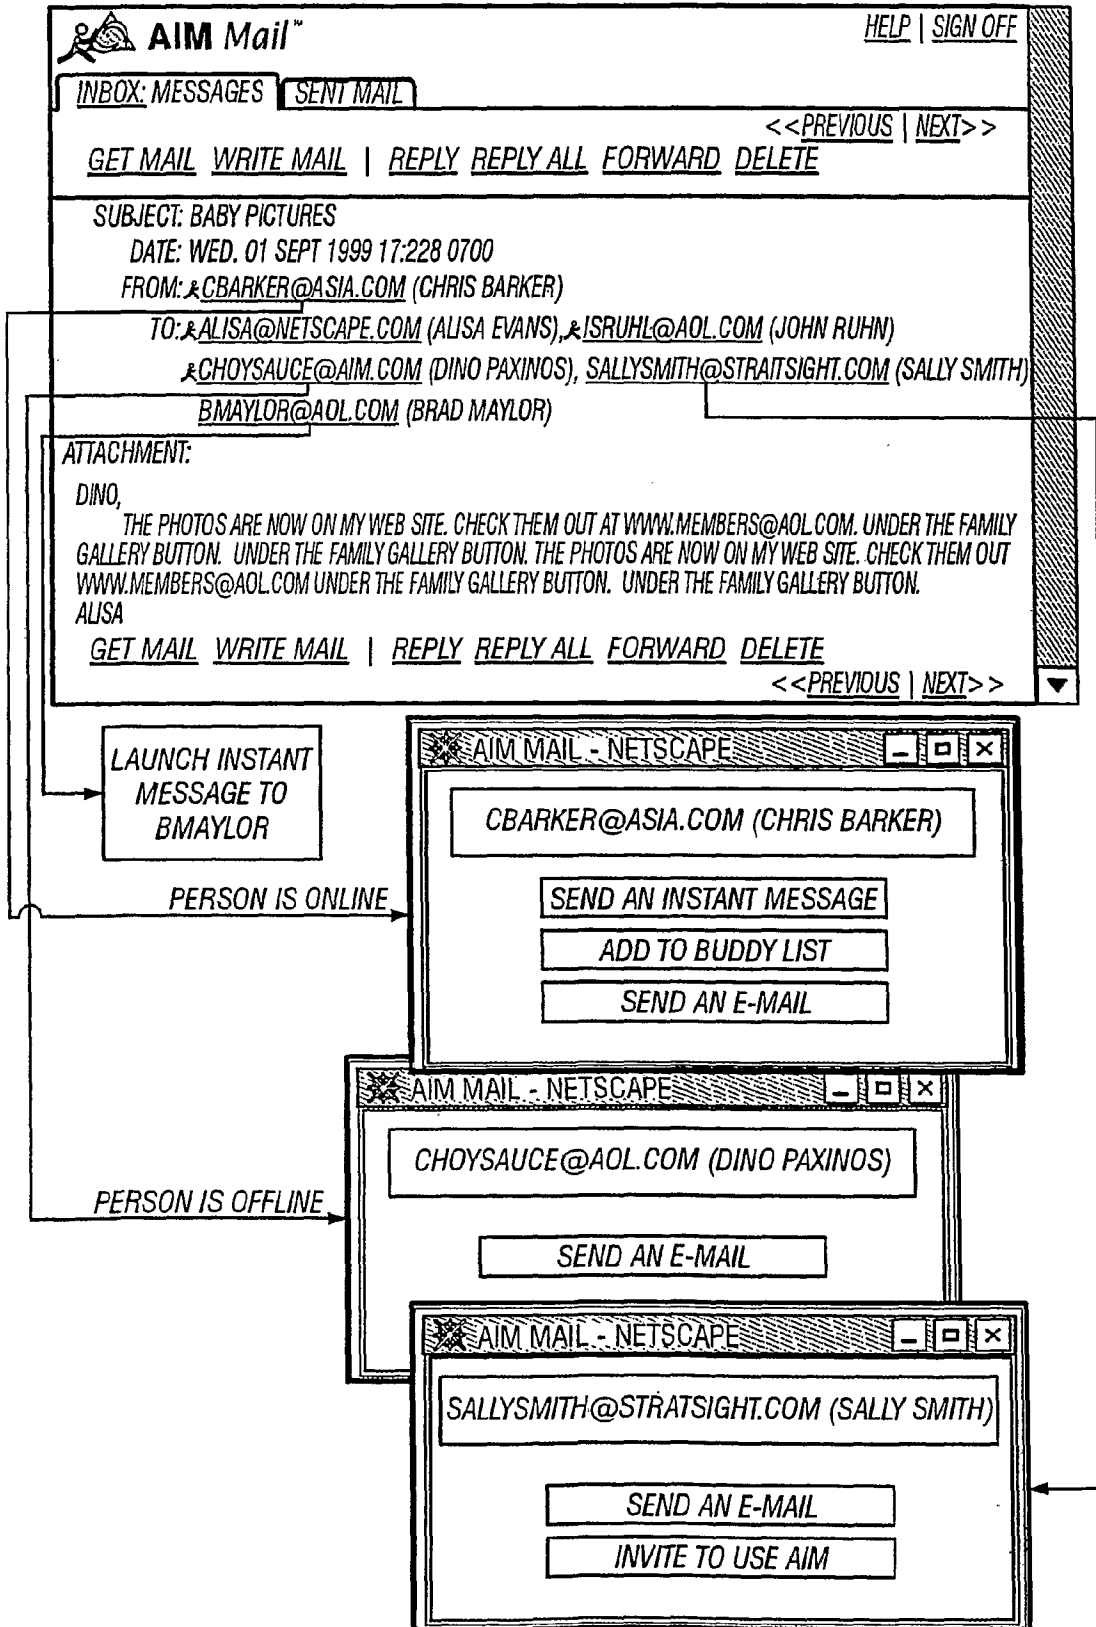 AIM Mail™
HELP | SIGN OFF
INBOX: MESSAGES SENT MAIL
<<PREVIOUS | NEXT>>
GET MAIL WRITE MAIL | REPLY REPLY ALL FORWARD DELETE
SUBJECT: BABY PICTURES
DATE: WED. 01 SEPT 1999 17:228 0700
FROM: CBARKER@ASIA.COM (CHRIS BARKER)
TO: ALISA@NETSCAPE.COM (ALISA EVANS), ISRUHL@AOL.COM (JOHN RUHN)
CHOYSAUCE@AIM.COM (DINO PAXINOS), SALLYSMITH@STRAITSIGHT.COM (SALLY SMITH)
BMAYLOR@AOL.COM (BRAD MAYLOR)
ATTACHMENT:
DINO,
THE PHOTOS ARE NOW ON MY WEB SITE. CHECK THEM OUT AT WWW.MEMBERS@AOL.COM. UNDER THE FAMILY
GALLERY BUTTON. UNDER THE FAMILY GALLERY BUTTON. THE PHOTOS ARE NOW ON MY WEB SITE. CHECK THEM OUT
WWW.MEMBERS@AOL.COM UNDER THE FAMILY GALLERY BUTTON. UNDER THE FAMILY GALLERY BUTTON.
ALISA
GET MAIL WRITE MAIL | REPLY REPLY ALL FORWARD DELETE
<<PREVIOUS | NEXT>>
LAUNCH INSTANT
MESSAGE TO
BMAYLOR
AIM MAIL - NETSCAPE
CBARKER@ASIA.COM (CHRIS BARKER)
PERSON IS ONLINE
SEND AN INSTANT MESSAGE
ADD TO BUDDY LIST
SEND AN E-MAIL
AIM MAIL - NETSCAPE
CHOYSAUCE@AOL.COM (DINO PAXINOS)
PERSON IS OFFLINE
SEND AN E-MAIL
AIM MAIL - NETSCAPE
SALLYSMITH@STRATSIGHT.COM (SALLY SMITH)
SEND AN E-MAIL
INVITE TO USE AIM